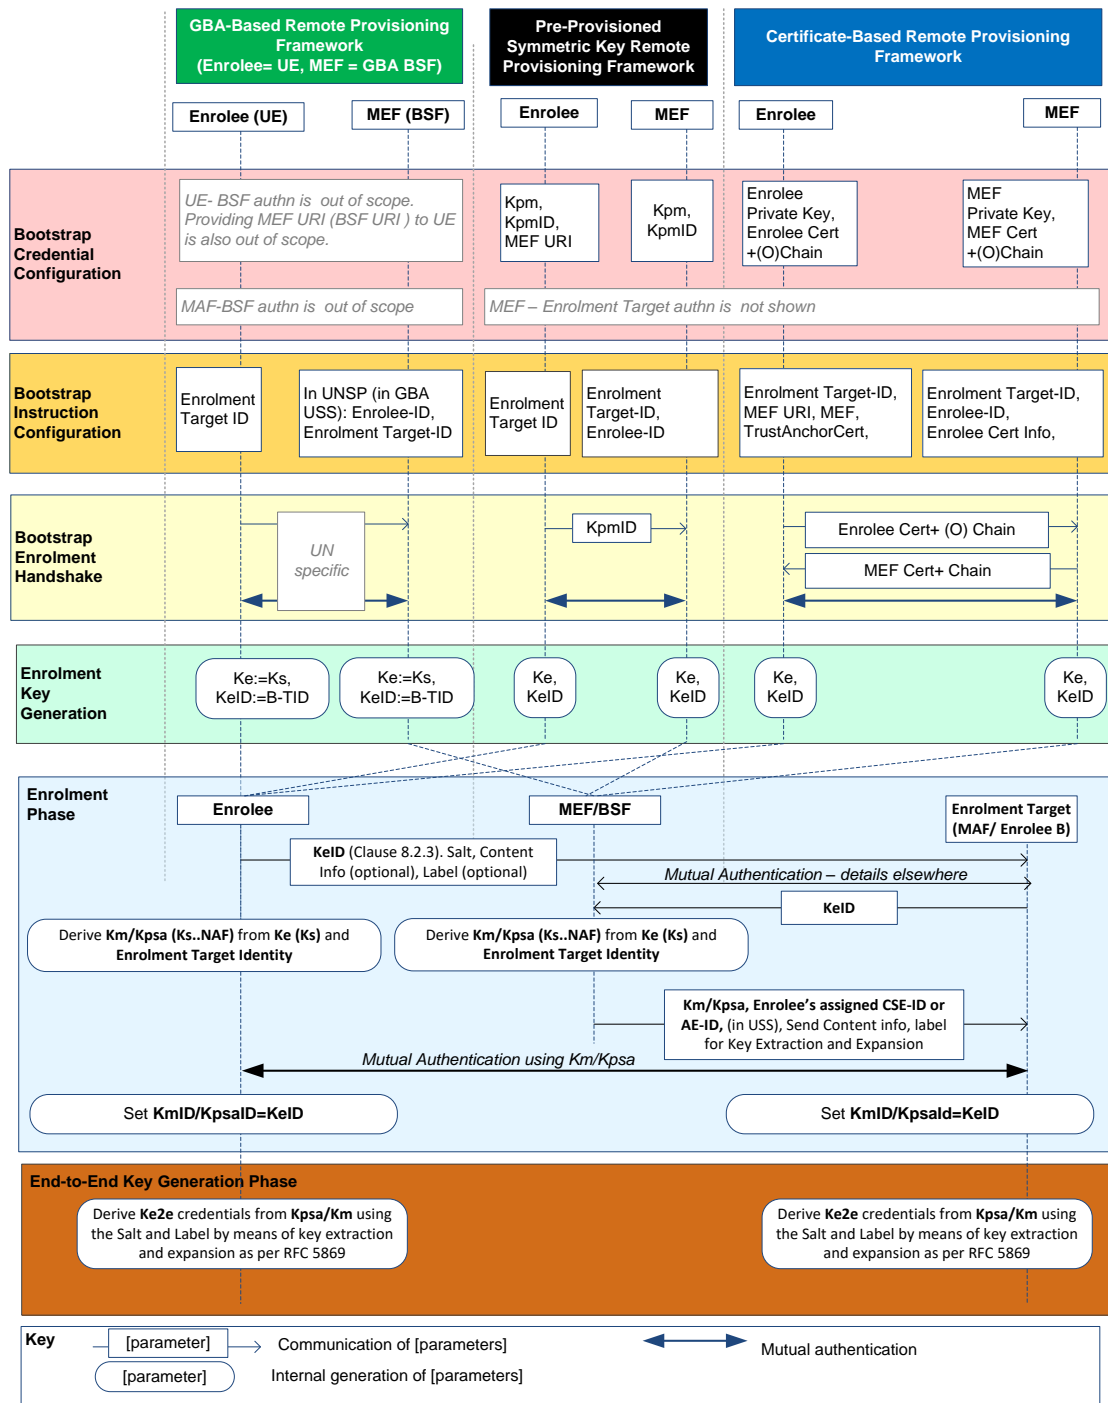 GBA-Based Remote Provisioning
Framework
(Enrolee= UE, MEF = GBA BSF)
Pre-Provisioned
Symmetric Key Remote
Provisioning Framework
Certificate-Based Remote Provisioning
Framework
Enrolee (UE)
MEF (BSF)
Enrolee
MEF
Enrolee
MEF
Bootstrap
Credential
Configuration
UE- BSF authn is  out of scope.
Providing MEF URI (BSF URI ) to UE
is also out of scope.
Kpm,
KpmID,
MEF URI
Kpm,
KpmID
Enrolee
Private Key,
Enrolee Cert
+(O)Chain
MEF
Private Key,
MEF Cert
+(O)Chain
MAF-BSF authn is  out of scope
MEF – Enrolment Target authn is  not shown
Bootstrap
Instruction
Configuration
Enrolment
Target ID
In UNSP (in GBA
USS): Enrolee-ID,
Enrolment Target-ID
Enrolment
Target ID
Enrolment
Target-ID,
Enrolee-ID
Enrolment Target-ID,
MEF URI, MEF,
TrustAnchorCert,
Enrolment Target-ID,
Enrolee-ID,
Enrolee Cert Info,
Bootstrap
Enrolment
Handshake
UN
specific
KpmID
Enrolee Cert+ (O) Chain
MEF Cert+ Chain
Enrolment
Key
Generation
Ke:=Ks,
KeID:=B-TID
Ke:=Ks,
KeID:=B-TID
Ke,
KeID
Ke,
KeID
Ke,
KeID
Ke,
KeID
Enrolment
Phase
Enrolee
MEF/BSF
Enrolment Target
(MAF/ Enrolee B)
KeID (Clause 8.2.3). Salt, Content
Info (optional), Label (optional)
Mutual Authentication – details elsewhere
KeID
Derive Km/Kpsa (Ks..NAF) from Ke (Ks) and
Enrolment Target Identity
Derive Km/Kpsa (Ks..NAF) from Ke (Ks) and
Enrolment Target Identity
Km/Kpsa, Enrolee's assigned CSE-ID or
AE-ID, (in USS), Send Content info, label
for Key Extraction and Expansion
Mutual Authentication using Km/Kpsa
Set KmID/KpsaID=KeID
Set KmID/KpsaId=KeID
End-to-End Key Generation Phase
Derive Ke2e credentials from Kpsa/Km using
the Salt and Label by means of key extraction
and expansion as per RFC 5869
Derive Ke2e credentials from Kpsa/Km using
the Salt and Label by means of key extraction
and expansion as per RFC 5869
Key
[parameter]
Communication of [parameters]
Mutual authentication
[parameter]
Internal generation of [parameters]